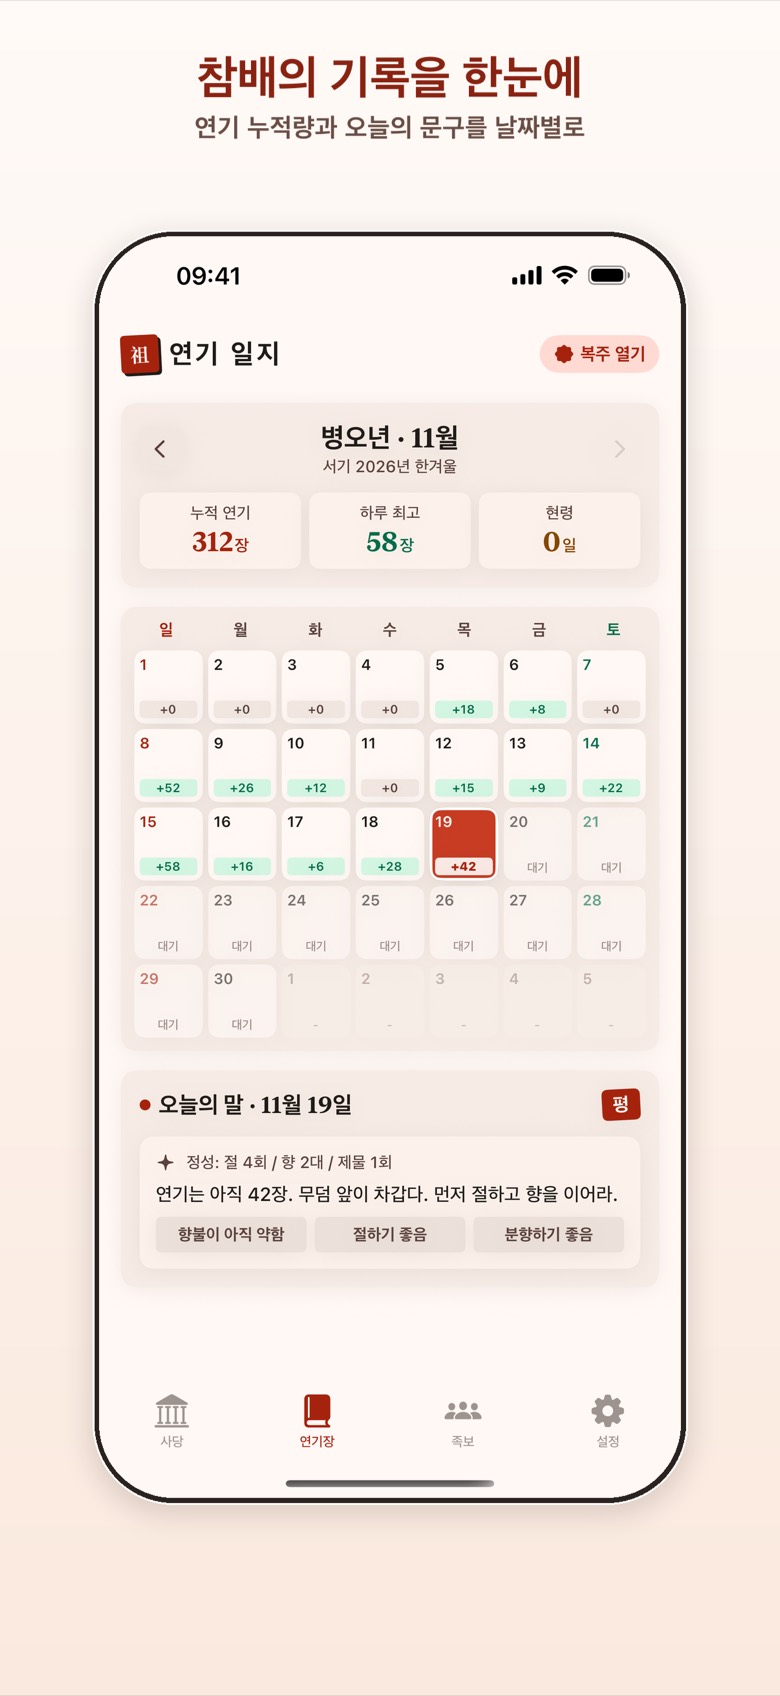 참배의 기록을 한눈에
연기 누적량과 오늘의 문구를 날짜별로
09:41
祖 연기 일지 복주 열기
병오년 · 11월
서기 2026년 한겨울
누적 연기 하루 최고 현령
312장 58장 0일
일 월 화 수 목 금 토
1 2 3 4 5 6 7
+0 +0 +0 +0 +18 +8 +0
8 9 10 11 12 13 14
+52 +26 +12 +0 +15 +9 +22
15 16 17 18 19 20 21
+58 +16 +6 +28 +42 대기 대기
22 23 24 25 26 27 28
대기 대기 대기 대기 대기 대기 대기
29 30 1 2 3 4 5
대기 대기 - - - - -
오늘의 말 · 11월 19일 평
정성: 절 4회 / 향 2대 / 제물 1회
연기는 아직 42장. 무덤 앞이 차갑다. 먼저 절하고 향을 이어라.
향불이 아직 약함 절하기 좋음 분향하기 좋음
사당 연기장 족보 설정